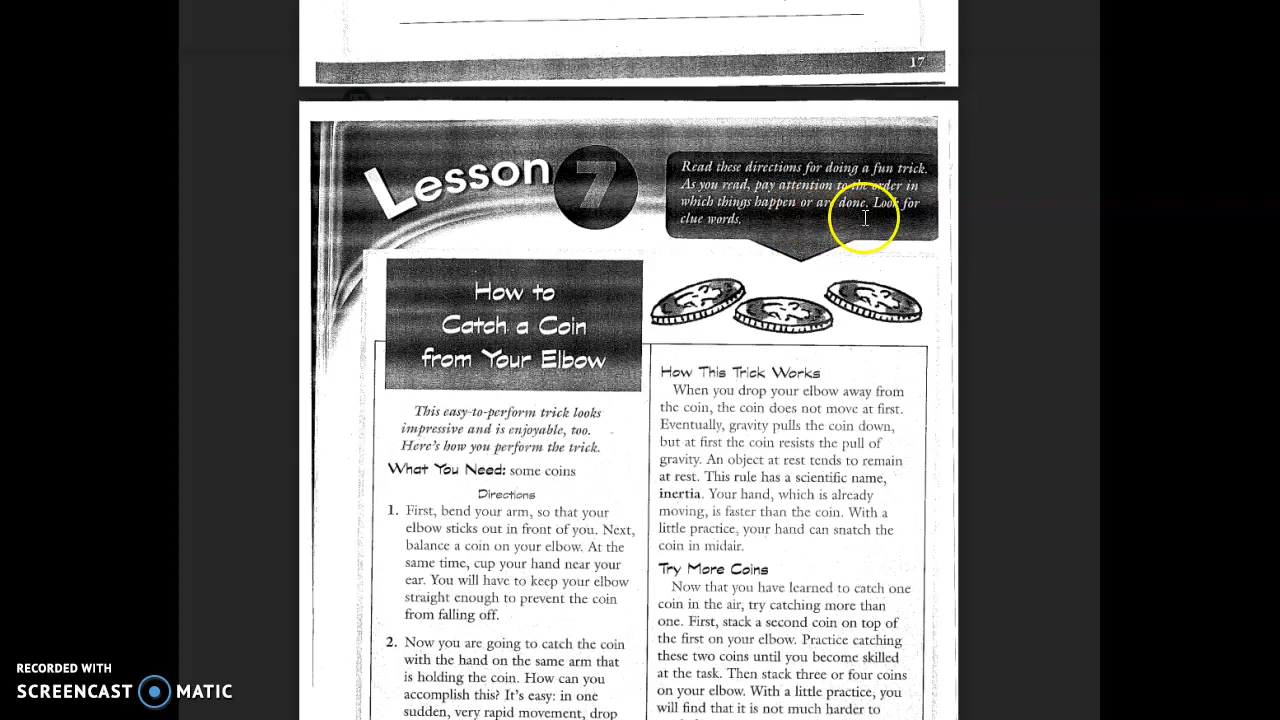 17
Lesson 7
Read these directions for doing a fun trick.
As you read, pay attention to the order in
which things happen or are done. Look for
clue words.
How to
Catch a Coin
from Your Elbow
This easy-to-perform trick looks
impressive and is enjoyable, too.
Here's how you perform the trick.
What You Need: some coins
Directions
1. First, bend your arm, so that your
elbow sticks out in front of you. Next,
balance a coin on your elbow. At the
same time, cup your hand near your
ear. You will have to keep your elbow
straight enough to prevent the coin
from falling off.
2. Now you are going to catch the coin
with the hand on the same arm that
is holding the coin. How can you
accomplish this? It's easy: in one
sudden, very rapid movement, drop
How This Trick Works
When you drop your elbow away from
the coin, the coin does not move at first.
Eventually, gravity pulls the coin down,
but at first the coin resists the pull of
gravity. An object at rest tends to remain
at rest. This rule has a scientific name,
inertia. Your hand, which is already
moving, is faster than the coin. With a
little practice, your hand can snatch the
coin in midair.
Try More Coins
Now that you have learned to catch one
coin in the air, try catching more than
one. First, stack a second coin on top of
the first on your elbow. Practice catching
these two coins until you become skilled
at the task. Then stack three or four coins
on your elbow. With a little practice, you
will find that it is not much harder to
RECORDED WITH
SCREENCAST MATIC